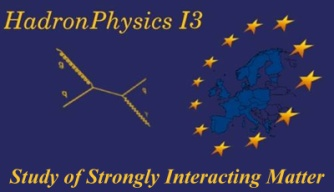 HadronPhysics I3
Study of Strongly Interacting Matter